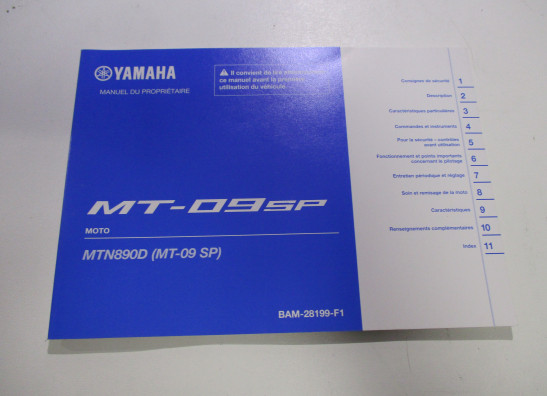 YAMAHA
MANUEL DU PROPRIÉTAIRE
Il convient de lire
ce manuel avant la première
utilisation du véhicule.
MT-09 SP
MOTO
MTN890D (MT-09 SP)
BAM-28199-F1
Consignes de sécurité 1
Description 2
Caractéristiques particulières 3
Commandes et instruments 4
Pour la sécurité – contrôles
avant utilisation 5
Fonctionnement et points importants
concernant le pilotage 6
Entretien périodique et réglage 7
Soin et remisage de la moto 8
Caractéristiques 9
Renseignements complémentaires 10
Index 11